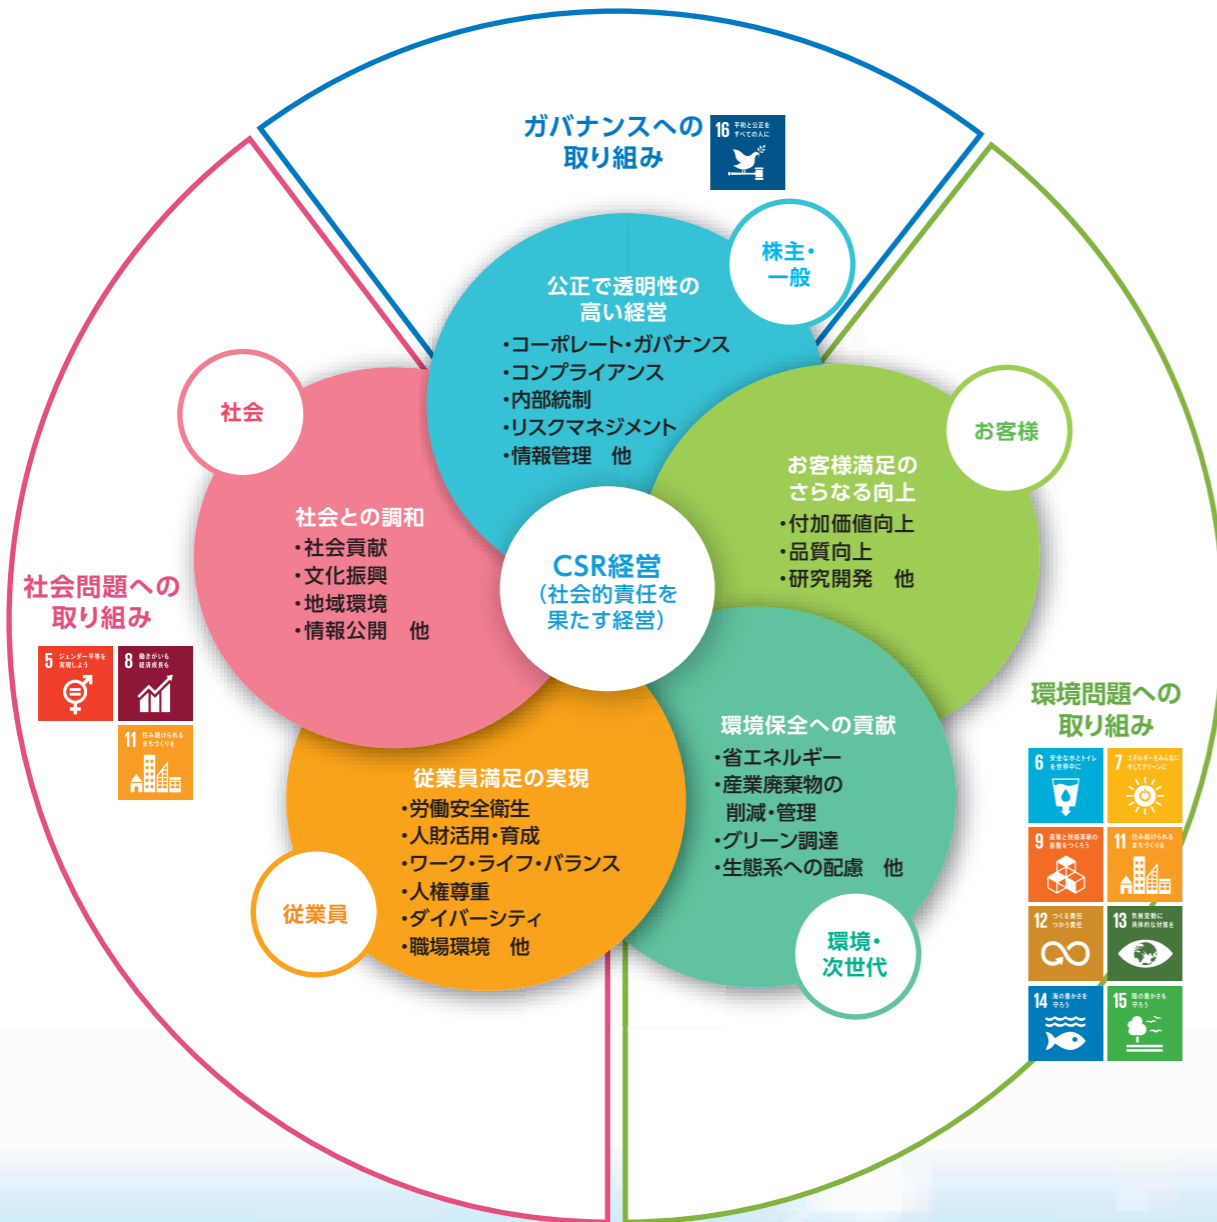 ガバナンスへの
取り組み
16 平和と公正を
すべての人に
株主・
一般
公正で透明性の
高い経営
・コーポレート・ガバナンス
・コンプライアンス
・内部統制
・リスクマネジメント
・情報管理　他
社会
社会との調和
・社会貢献
・文化振興
・地域環境
・情報公開　他
お客様
お客様満足の
さらなる向上
・付加価値向上
・品質向上
・研究開発　他
CSR経営
(社会的責任を
果たす経営)
社会問題への
取り組み
5 ジェンダー平等を
実現しよう
8 働きがいも
経済成長も
11 住み続けられる
まちづくりを
従業員満足の実現
・労働安全衛生
・人財活用・育成
・ワーク・ライフ・バランス
・人権尊重
・ダイバーシティ
・職場環境　他
従業員
環境保全への貢献
・省エネルギー
・産業廃棄物の
削減・管理
・グリーン調達
・生態系への配慮　他
環境・
次世代
環境問題への
取り組み
6 安全な水とトイレ
を世界中に
7 エネルギーをみんなに
そしてクリーンに
9 産業と技術革新の
基盤をつくろう
11 住み続けられる
まちづくりを
12 つくる責任
つかう責任
13 気候変動に
具体的な対策を
14 海の豊かさを
守ろう
15 陸の豊かさも
守ろう